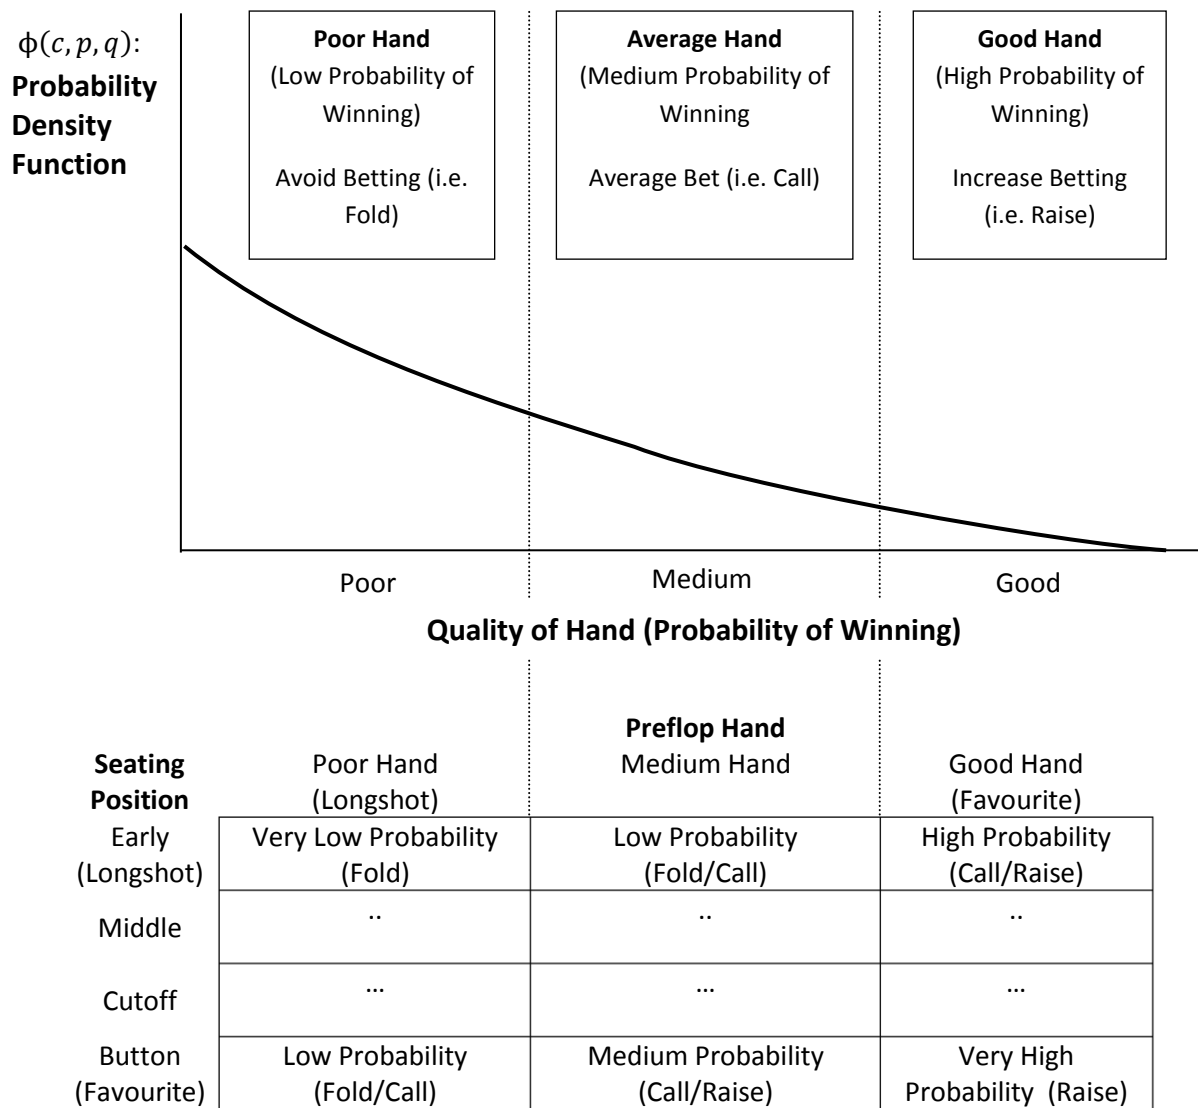 ϕ(c, p, q):
Probability
Density
Function
Poor Hand
(Low Probability of
Winning)
Avoid Betting (i.e.
Fold)
Average Hand
(Medium Probability of
Winning
Average Bet (i.e. Call)
Good Hand
(High Probability of
Winning)
Increase Betting
(i.e. Raise)
Poor
Medium
Good
Quality of Hand (Probability of Winning)
Preflop Hand
Seating
Position
Poor Hand
(Longshot)
Medium Hand
Good Hand
(Favourite)
Early
(Longshot)
Very Low Probability
(Fold)
Low Probability
(Fold/Call)
High Probability
(Call/Raise)
Middle
..
..
..
Cutoff
...
...
...
Button
(Favourite)
Low Probability
(Fold/Call)
Medium Probability
(Call/Raise)
Very High
Probability (Raise)